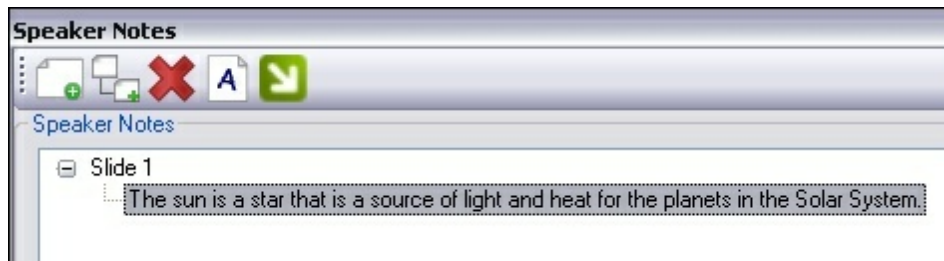 Speaker Notes
A
Speaker Notes
Slide 1
The sun is a star that is a source of light and heat for the planets in the Solar System.